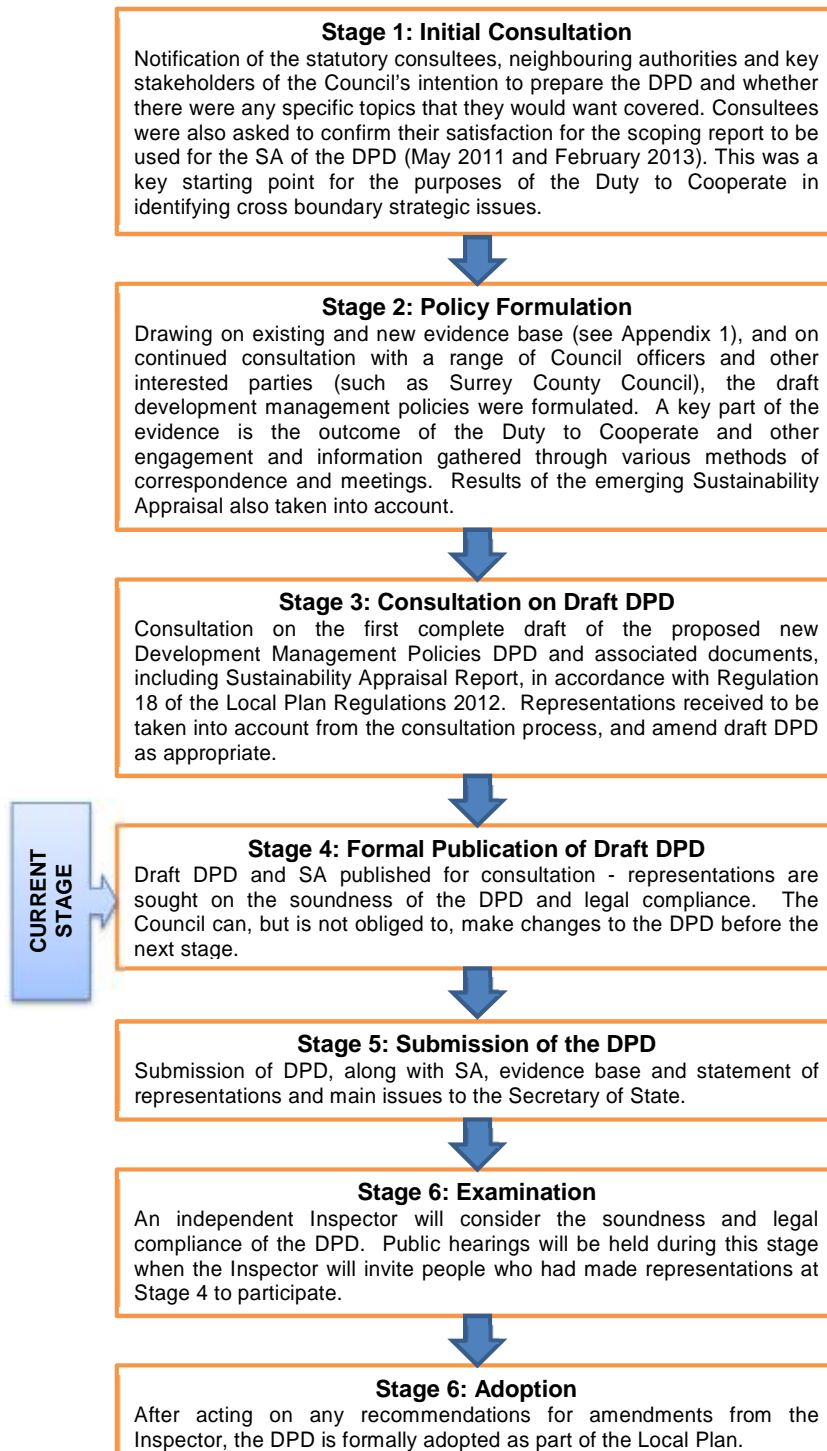 Stage 1: Initial Consultation
Notification of the statutory consultees, neighbouring authorities and key
stakeholders of the Council's intention to prepare the DPD and whether
there were any specific topics that they would want covered. Consultees
were also asked to confirm their satisfaction for the scoping report to be
used for the SA of the DPD (May 2011 and February 2013). This was a
key starting point for the purposes of the Duty to Cooperate in
identifying cross boundary strategic issues.
Stage 2: Policy Formulation
Drawing on existing and new evidence base (see Appendix 1), and on
continued consultation with a range of Council officers and other
interested parties (such as Surrey County Council), the draft
development management policies were formulated. A key part of the
evidence is the outcome of the Duty to Cooperate and other
engagement and information gathered through various methods of
correspondence and meetings. Results of the emerging Sustainability
Appraisal also taken into account.
Stage 3: Consultation on Draft DPD
Consultation on the first complete draft of the proposed new
Development Management Policies DPD and associated documents,
including Sustainability Appraisal Report, in accordance with Regulation
18 of the Local Plan Regulations 2012. Representations received to be
taken into account from the consultation process, and amend draft DPD
as appropriate.
CURRENT
STAGE
Stage 4: Formal Publication of Draft DPD
Draft DPD and SA published for consultation - representations are
sought on the soundness of the DPD and legal compliance. The
Council can, but is not obliged to, make changes to the DPD before the
next stage.
Stage 5: Submission of the DPD
Submission of DPD, along with SA, evidence base and statement of
representations and main issues to the Secretary of State.
Stage 6: Examination
An independent Inspector will consider the soundness and legal
compliance of the DPD. Public hearings will be held during this stage
when the Inspector will invite people who had made representations at
Stage 4 to participate.
Stage 6: Adoption
After acting on any recommendations for amendments from the
Inspector, the DPD is formally adopted as part of the Local Plan.